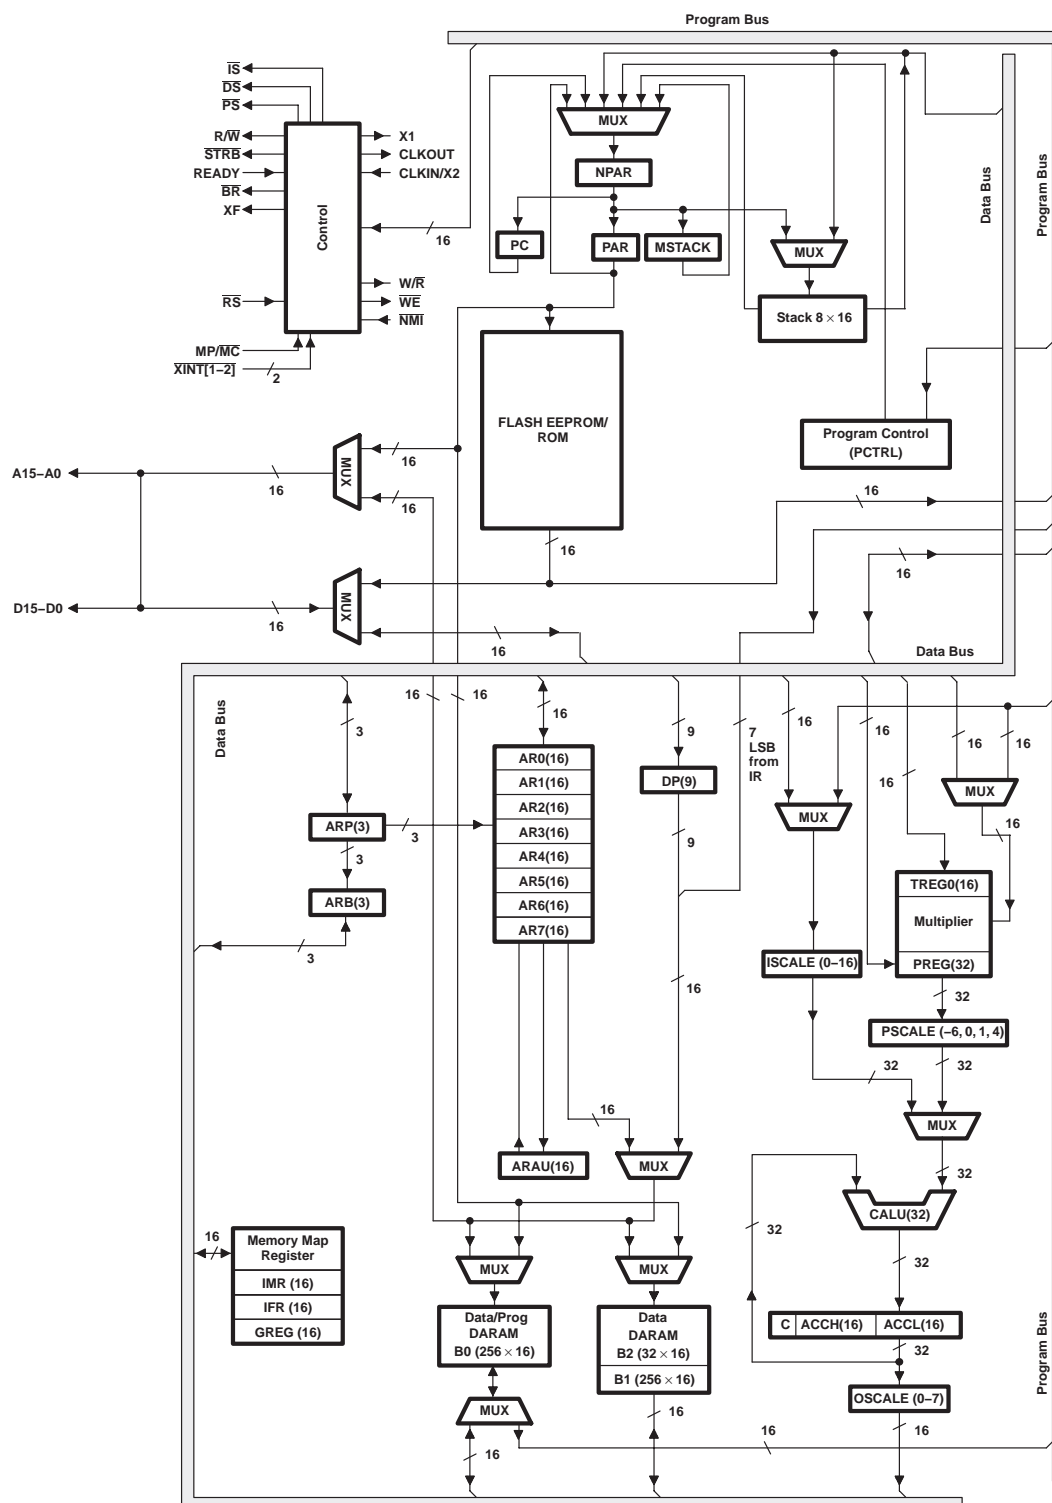 Program Bus
IS
DS
PS
R/W
STRB
READY
BR
XF
RS
MP/MC
XINT[1–2]
2
Control
X1
CLKOUT
CLKIN/X2
16
W/R
WE
NMI
MUX
NPAR
PC
PAR
MSTACK
MUX
Stack 8 × 16
Data Bus
Program Bus
FLASH EEPROM/
ROM
Program Control
(PCTRL)
A15–A0
16
MUX
16
16
16
16
16
D15–D0
16
MUX
16
Data Bus
Data Bus
3
16
16
16
9
7
LSB
from
IR
16
16
16
16
16
ARP(3)
3
3
ARB(3)
3
AR0(16)
AR1(16)
AR2(16)
AR3(16)
AR4(16)
AR5(16)
AR6(16)
AR7(16)
DP(9)
9
16
MUX
MUX
16
TREG0(16)
Multiplier
PREG(32)
ISCALE (0–16)
32
PSCALE (–6, 0, 1, 4)
32
32
MUX
32
16
ARAU(16)
MUX
CALU(32)
32
32
16
Memory Map
Register
IMR (16)
IFR (16)
GREG (16)
MUX
MUX
Data/Prog
DARAM
B0 (256 × 16)
Data
DARAM
B2 (32 × 16)
B1 (256 × 16)
C
ACCH(16)
ACCL(16)
32
OSCALE (0–7)
MUX
16
16
16
16
Program Bus